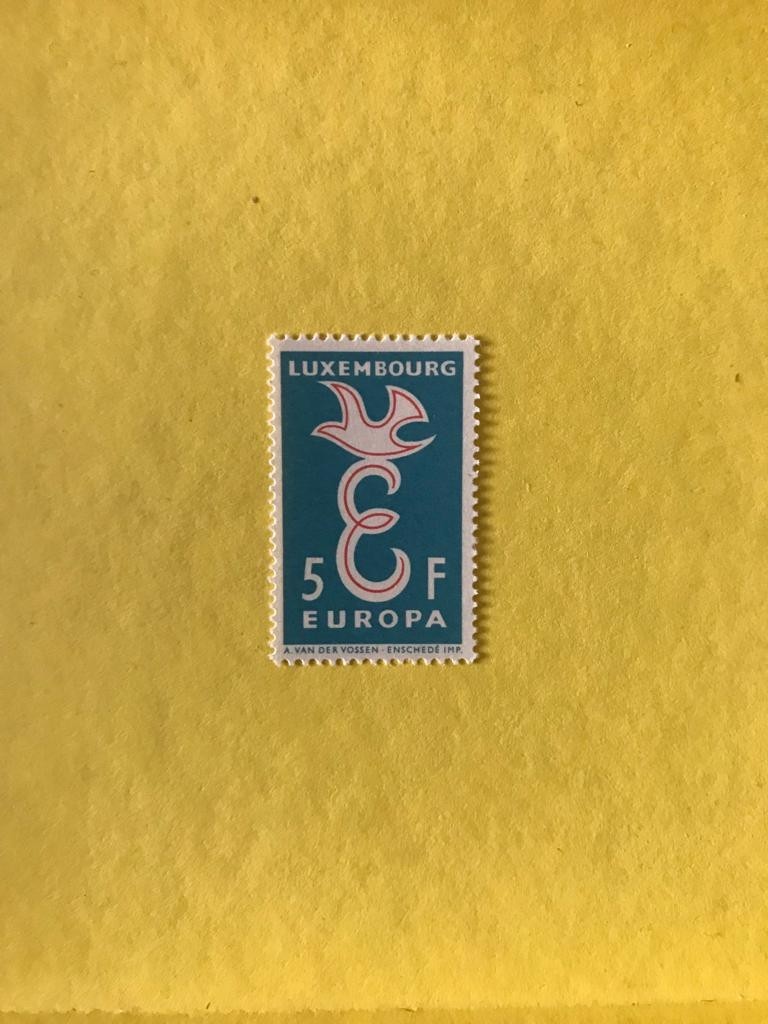 LUXEMBOURG
E
5 F
EUROPA
A. VAN DER VOSSEN - ENSCHEDÉ IMP.